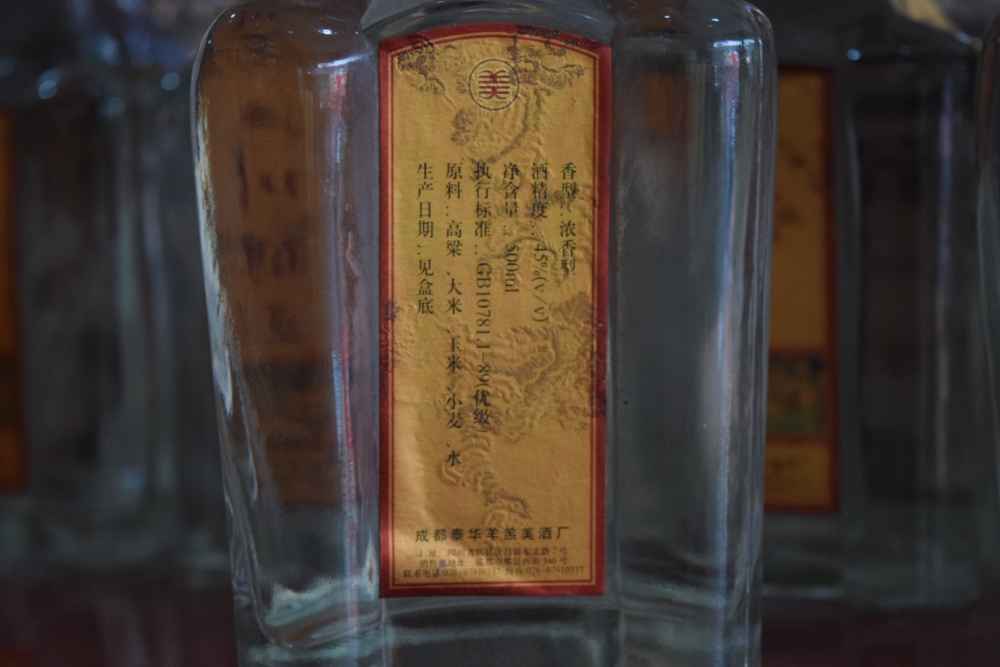 香型：浓香型
酒精度：45%(V/V)
净含量：500ml
执行标准：GB10781.1-89(优级)
原料：高粱、大米、玉米、小麦、水
生产日期：见盒底
成都泰华羊羔美酒厂